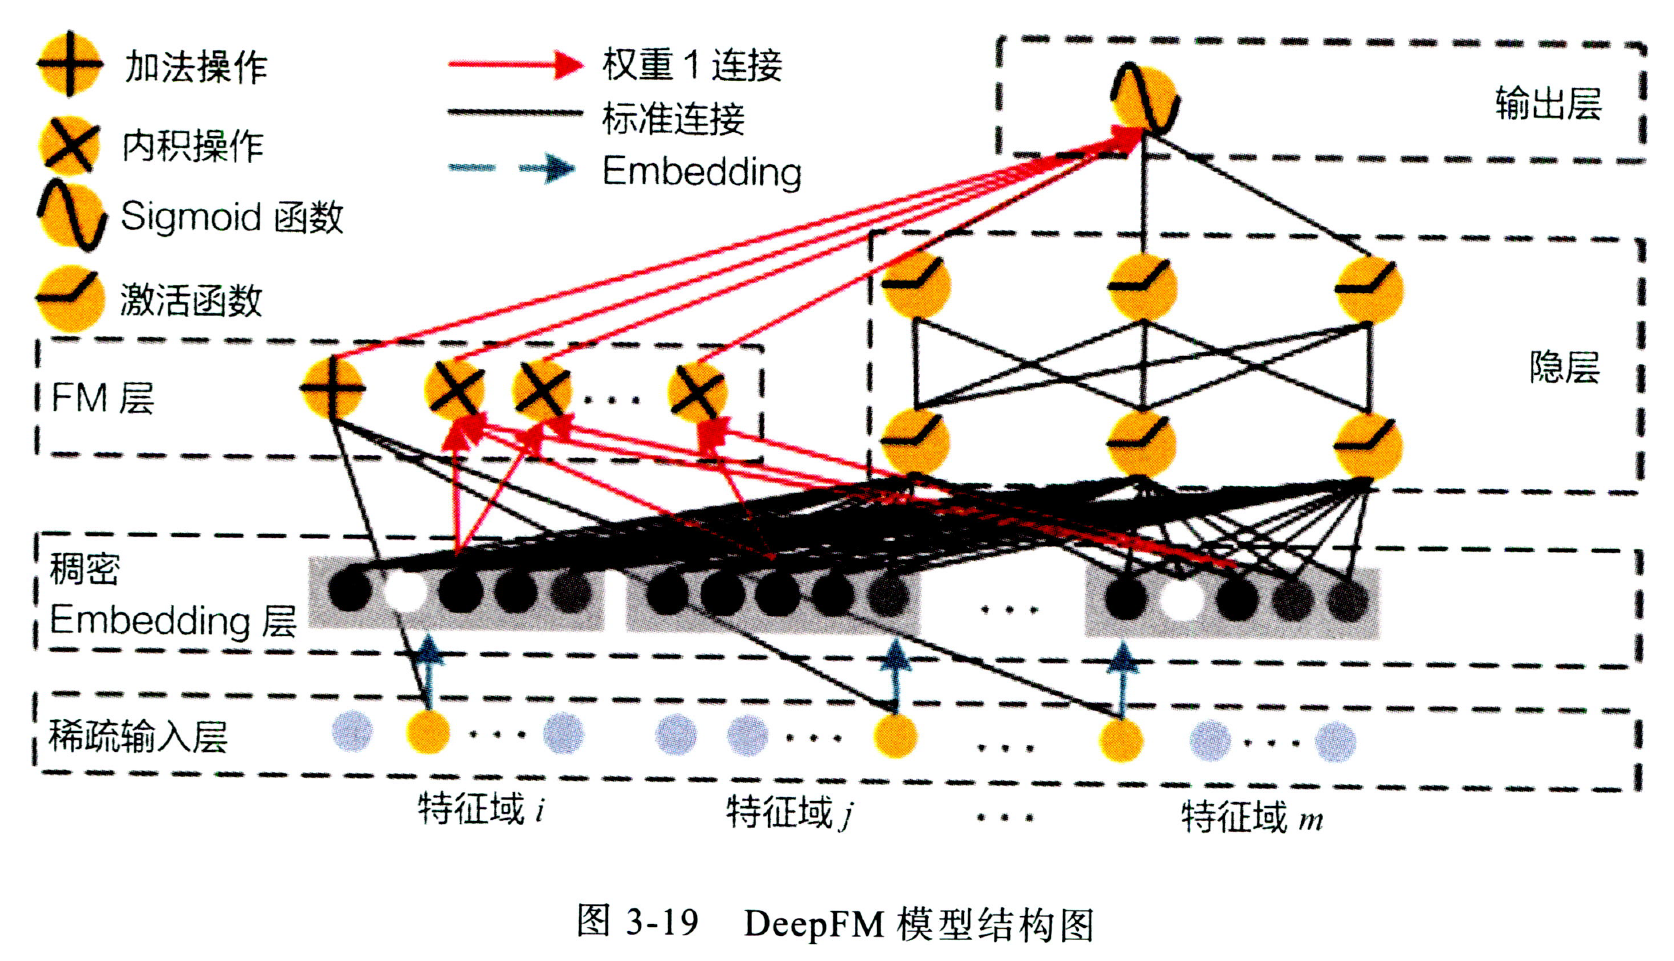 加法操作
内积操作
Sigmoid 函数
激活函数
权重 1 连接
标准连接
Embedding
输出层
隐层
FM 层
...
稠密
Embedding 层
...
稀疏输入层
... ... ... ...
特征域 i 特征域 j ... 特征域 m
图 3-19 DeepFM 模型结构图